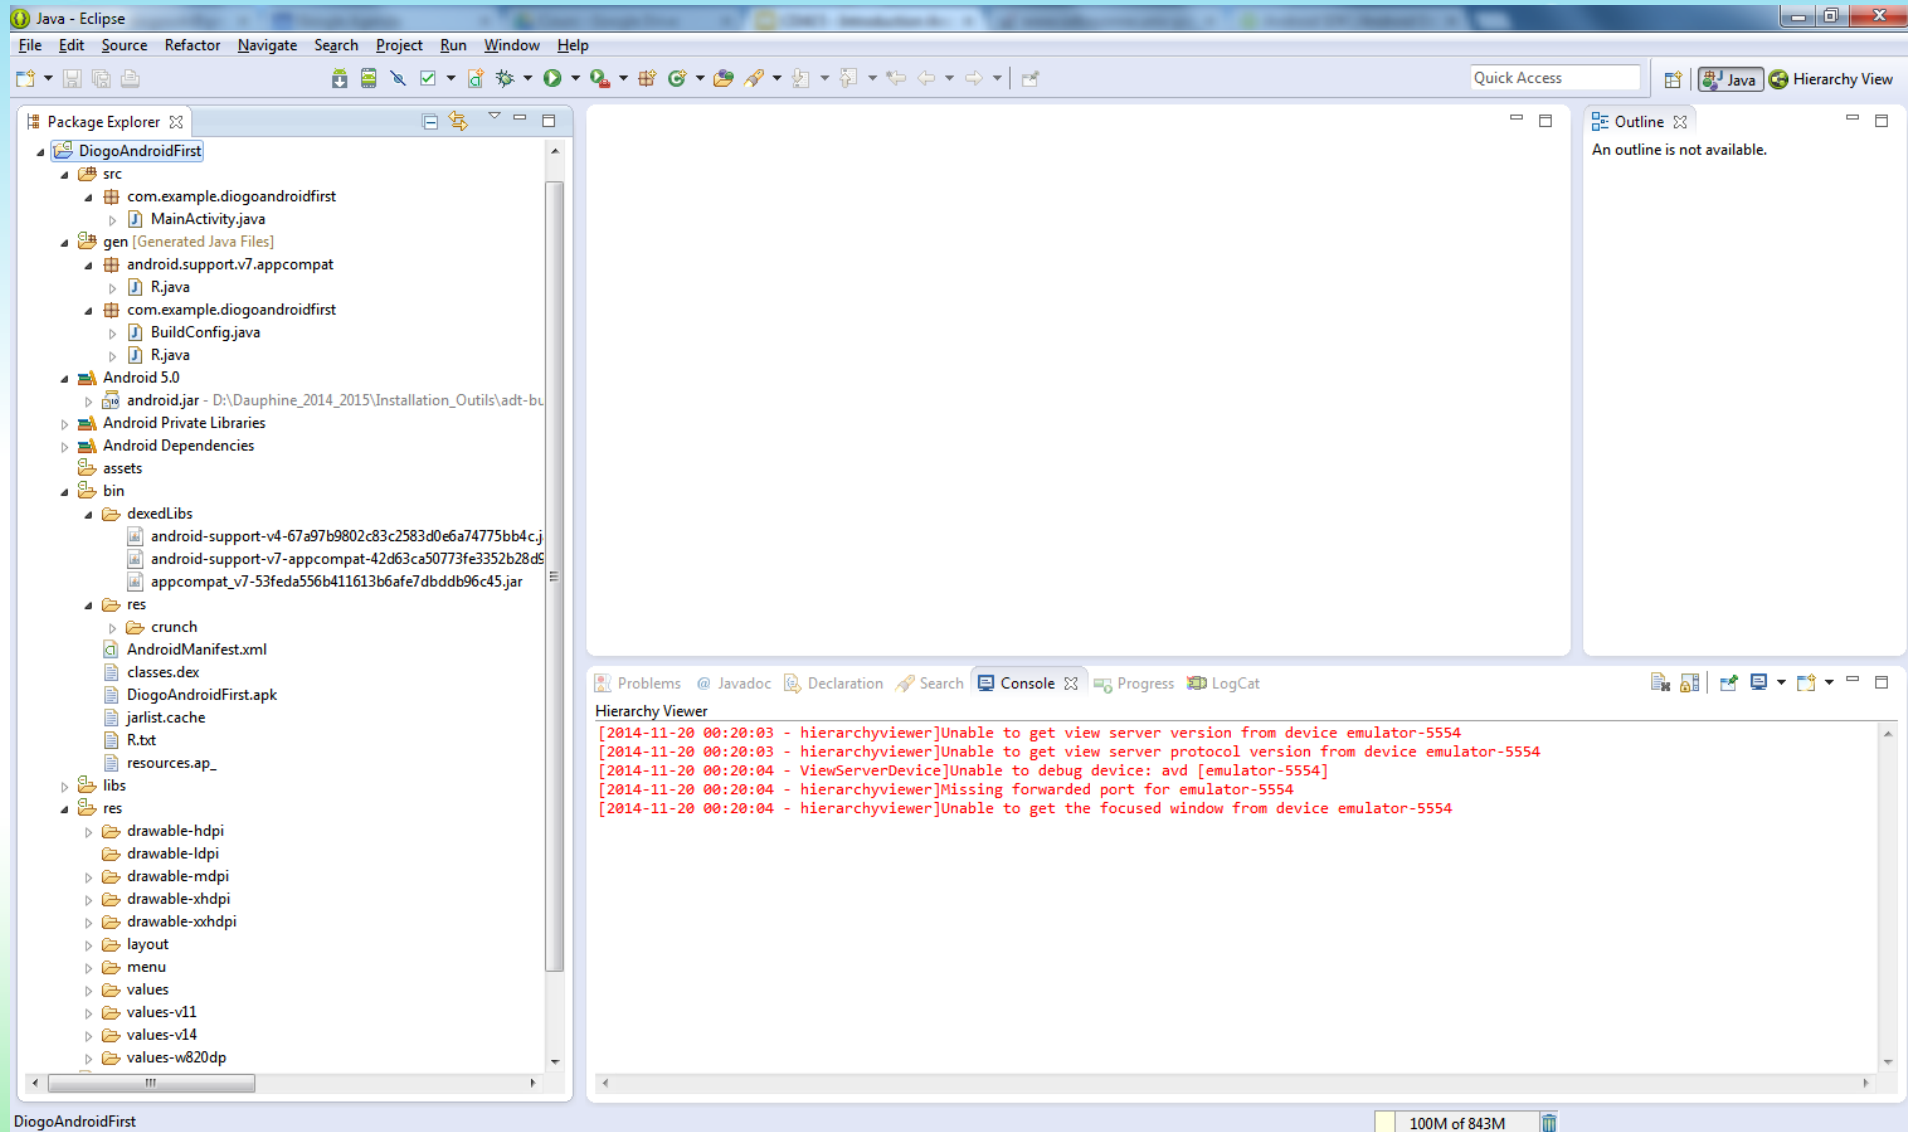 Java - Eclipse
File Edit Source Refactor Navigate Search Project Run Window Help
Quick Access
Java
Hierarchy View
Package Explorer
DiogoAndroidFirst
src
com.example.diogoandroidfirst
MainActivity.java
gen [Generated Java Files]
android.support.v7.appcompat
R.java
com.example.diogoandroidfirst
BuildConfig.java
R.java
Android 5.0
android.jar - D:\Dauphine_2014_2015\Installation_Outils\adt-bu
Android Private Libraries
Android Dependencies
assets
bin
dexedLibs
android-support-v4-67a97b9802c83c2583d0e6a74775bb4c.j
android-support-v7-appcompat-42d63ca50773fe3352b28d9
appcompat_v7-53feda556b411613b6afe7dbddb96c45.jar
res
crunch
AndroidManifest.xml
classes.dex
DiogoAndroidFirst.apk
jarlist.cache
R.txt
resources.ap_
libs
res
drawable-hdpi
drawable-ldpi
drawable-mdpi
drawable-xhdpi
drawable-xxhdpi
layout
menu
values
values-v11
values-v14
values-w820dp
Outline
An outline is not available.
Problems @ Javadoc Declaration Search Console Progress LogCat
Hierarchy Viewer
[2014-11-20 00:20:03 - hierarchyviewer]Unable to get view server version from device emulator-5554
[2014-11-20 00:20:03 - hierarchyviewer]Unable to get view server protocol version from device emulator-5554
[2014-11-20 00:20:04 - ViewServerDevice]Unable to debug device: avd [emulator-5554]
[2014-11-20 00:20:04 - hierarchyviewer]Missing forwarded port for emulator-5554
[2014-11-20 00:20:04 - hierarchyviewer]Unable to get the focused window from device emulator-5554
DiogoAndroidFirst
100M of 843M